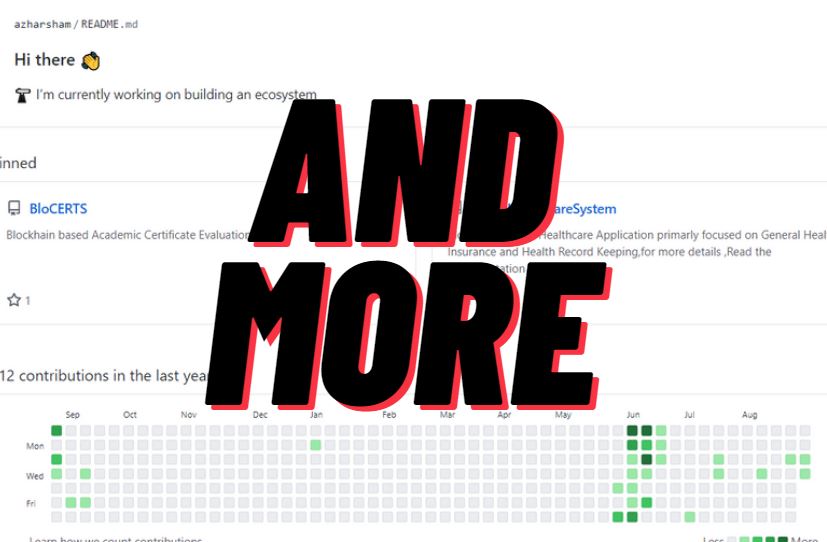 azharsham / README.md
Hi there 👋
I'm currently working on building an ecosystem
AND
inned
BloCERTS
areSystem
Blockhain based Academic Certificate Evaluation
Healthcare Application primarly focused on General Heal
Insurance and Health Record Keeping,for more details ,Read the
MORE
1
12 contributions in the last year
Sep Oct Nov Dec Jan Feb Mar Apr May Jun Jul Aug
Mon
Wed
Fri
Learn how we count contributions
Less More